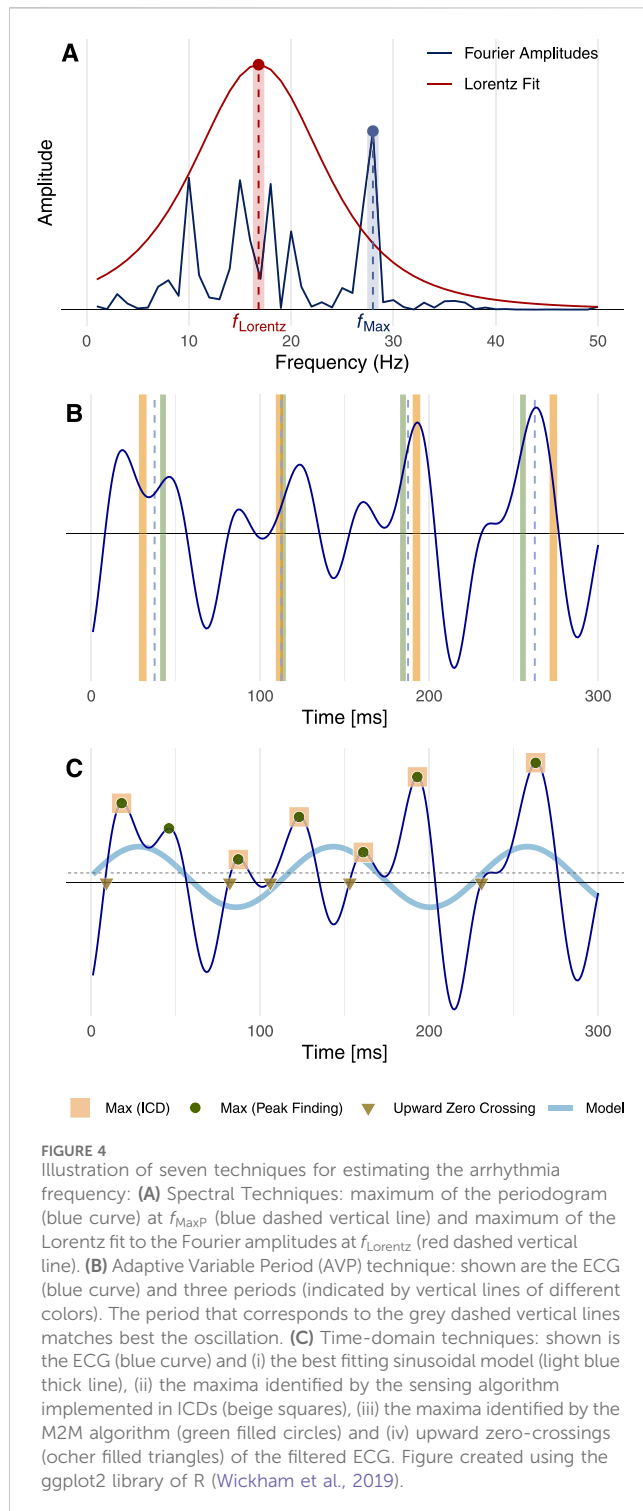 A
Fourier Amplitudes
Lorentz Fit
Amplitude
fLorentz
fMax
0
10
20
30
40
50
Frequency (Hz)
B
0
100
200
300
Time [ms]
C
0
100
200
300
Time [ms]
Max (ICD)
Max (Peak Finding)
Upward Zero Crossing
Model
FIGURE 4
Illustration of seven techniques for estimating the arrhythmia
frequency: (A) Spectral Techniques: maximum of the periodogram
(blue curve) at fMaxP (blue dashed vertical line) and maximum of the
Lorentz fit to the Fourier amplitudes at fLorentz (red dashed vertical
line). (B) Adaptive Variable Period (AVP) technique: shown are the ECG
(blue curve) and three periods (indicated by vertical lines of different
colors). The period that corresponds to the grey dashed vertical lines
matches best the oscillation. (C) Time-domain techniques: shown is
the ECG (blue curve) and (i) the best fitting sinusoidal model (light blue
thick line), (ii) the maxima identified by the sensing algorithm
implemented in ICDs (beige squares), (iii) the maxima identified by the
M2M algorithm (green filled circles) and (iv) upward zero-crossings
(ocher filled triangles) of the filtered ECG. Figure created using the
ggplot2 library of R (Wickham et al., 2019).